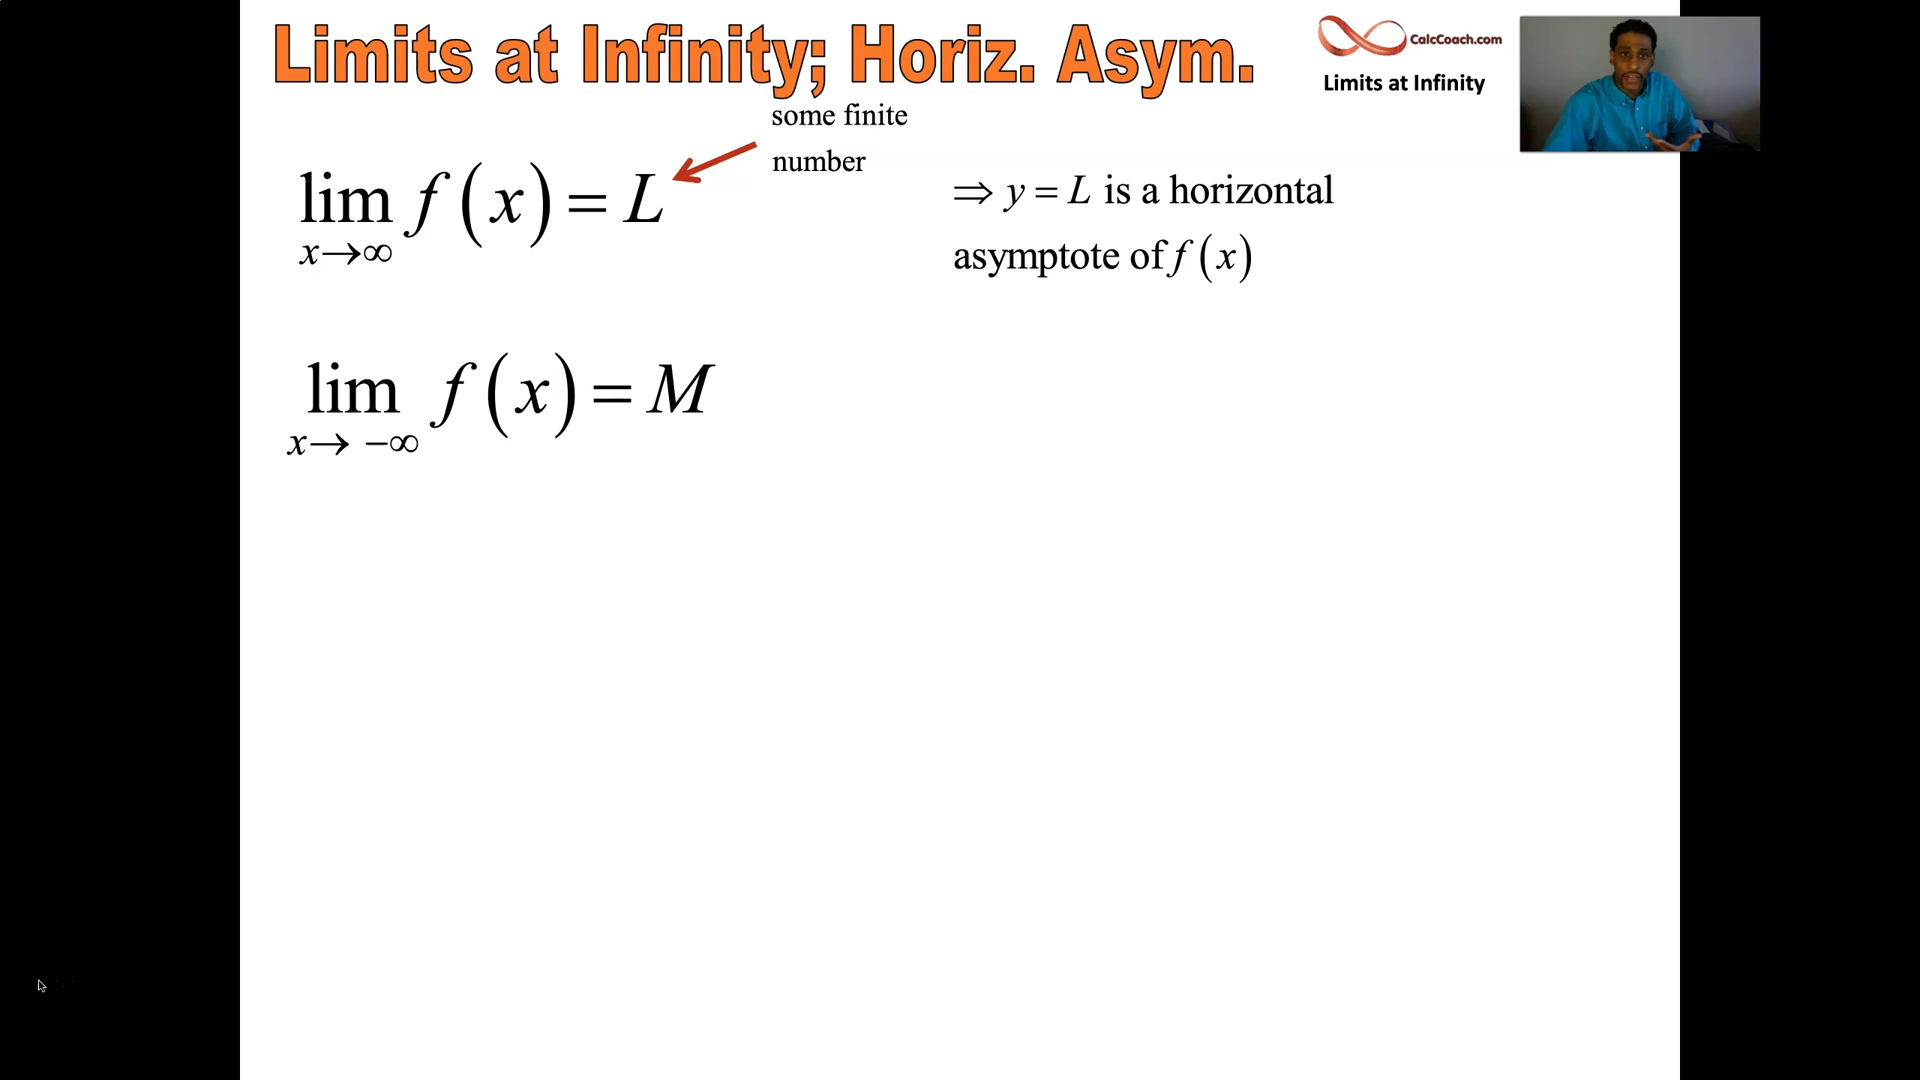 Limits at Infinity; Horiz. Asym.
CalcCoach.com
Limits at Infinity
some finite
number
lim f(x) = L
x→∞
⇒ y = L is a horizontal
asymptote of f(x)
lim f(x) = M
x→ −∞